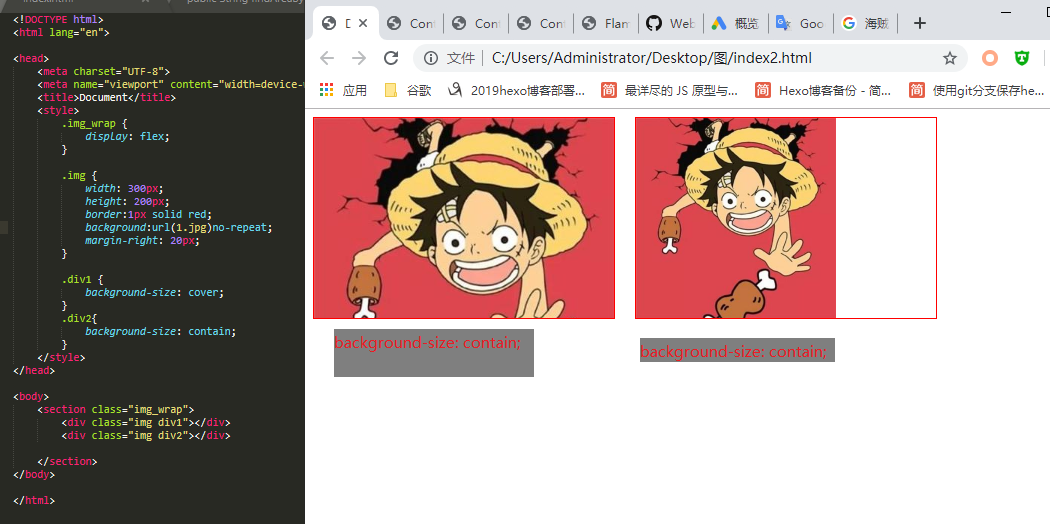 <!DOCTYPE html>
<html lang="en">
<head>
<meta charset="UTF-8">
<meta name="viewport" content="width=device-
<title>Document</title>
<style>
.img_wrap {
display: flex;
}
.img {
width: 300px;
height: 200px;
border:1px solid red;
background:url(1.jpg)no-repeat;
margin-right: 20px;
}
.div1 {
background-size: cover;
}
.div2{
background-size: contain;
}
</style>
</head>
<body>
<section class="img_wrap">
<div class="img div1"></div>
<div class="img div2"></div>
</section>
</body>
</html>
D Con Con Con Flam Web 概览 Goo 海贼
文件 C:/Users/Administrator/Desktop/图/index2.html
应用 谷歌 2019hexo博客部署... 简 最详尽的 JS 原型与... 简 Hexo博客备份 - 简... 简 使用git分支保存he...
background-size: contain;
background-size: contain;